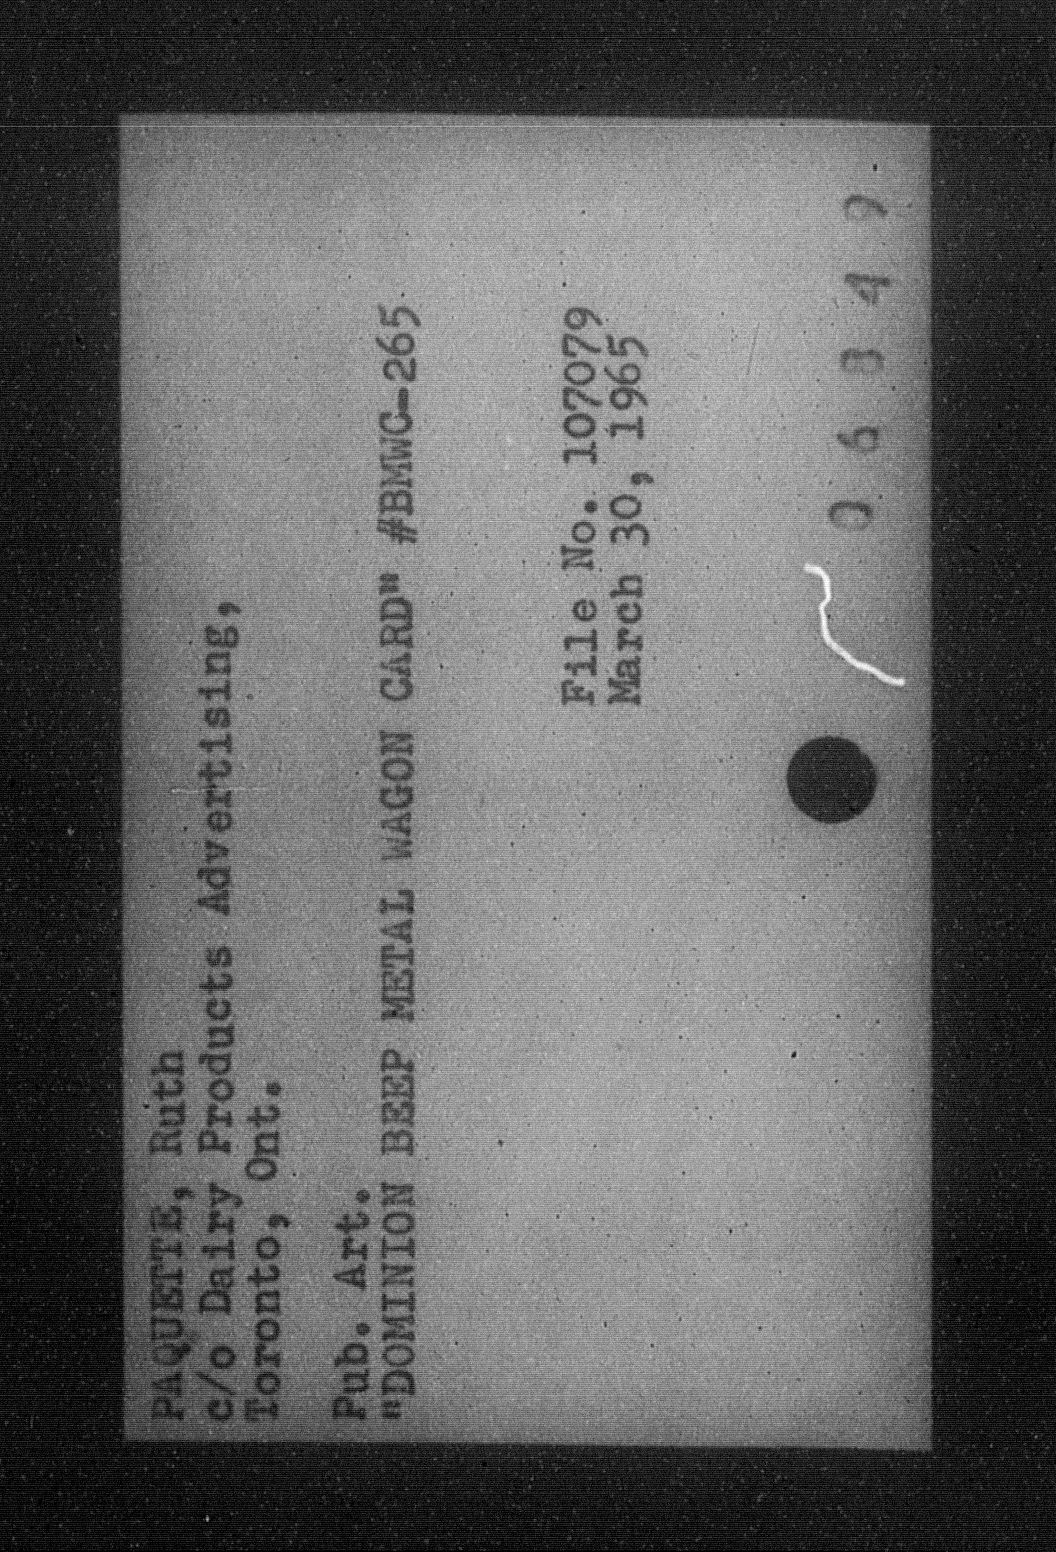 PAQUETTE, Ruth
c/o Dairy Products Advertising,
Toronto, Ont.
Pub. Art.
"DOMINION BEEP METAL WAGON CARD" #BMWC-265
File No. 107079
March 30, 1965
068349